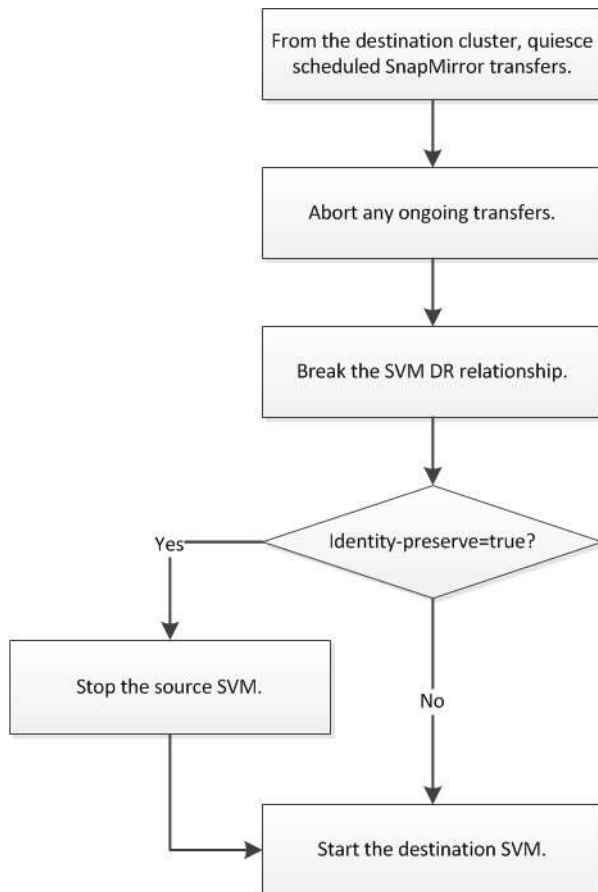 From the destination cluster, quiesce
scheduled SnapMirror transfers.
Abort any ongoing transfers.
Break the SVM DR relationship.
Identity-preserve=true?
Yes
Stop the source SVM.
No
Start the destination SVM.